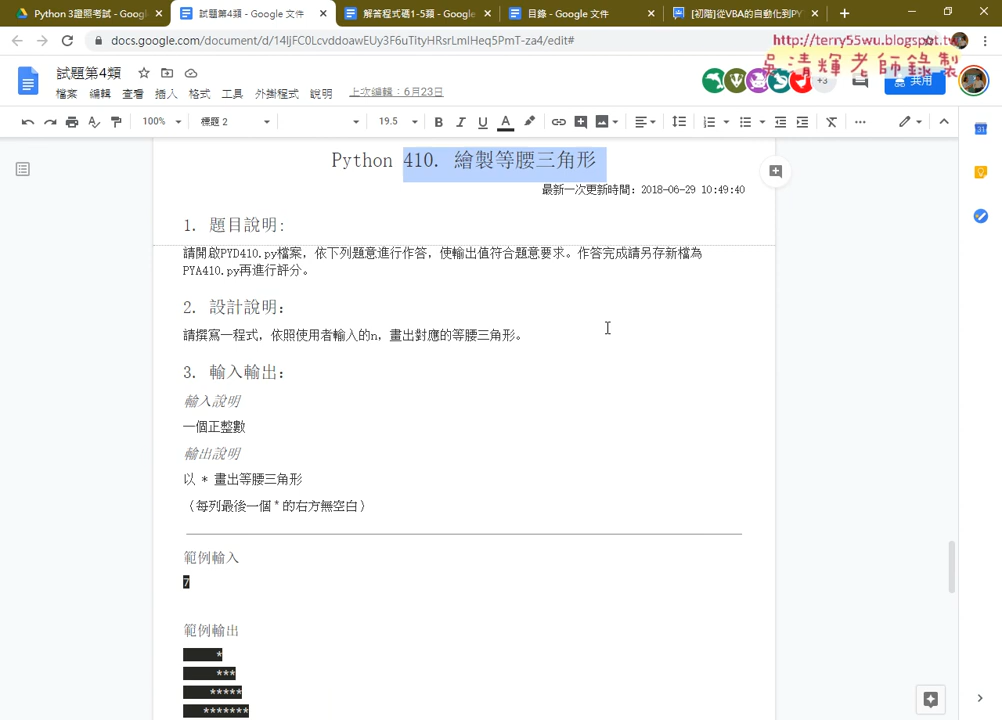 Python 3證照考試 - Goog
試題第4類 - Google 文件
解答程式碼1-5類 - Google
目錄 - Google 文件
[初階]從VBA的自動化到PY
docs.google.com/document/d/14ljFC0LcvddoawEUy3F6uTityHRsrLmlHeq5PmT-za4/edit#
http://terry55wu.blogspot.tw
吳清輝老師錄製
試題第4類
檔案 編輯 查看 插入 格式 工具 外掛程式 說明 上次編輯：6月23日
+3
共用
100% 標題 2 19.5 B I U A
Python 410. 繪製等腰三角形
最新一次更新時間: 2018-06-29 10:49:40
1. 題目說明:
請開啟PYD410.py檔案，依下列題意進行作答，使輸出值符合題意要求。作答完成請另存新檔為
PYA410.py再進行評分。
2. 設計說明:
請撰寫一程式，依照使用者輸入的n，畫出對應的等腰三角形。
3. 輸入輸出:
輸入說明
一個正整數
輸出說明
以 * 畫出等腰三角形
（每列最後一個 * 的右方無空白）
範例輸入
7
範例輸出
*
***
*****
*******